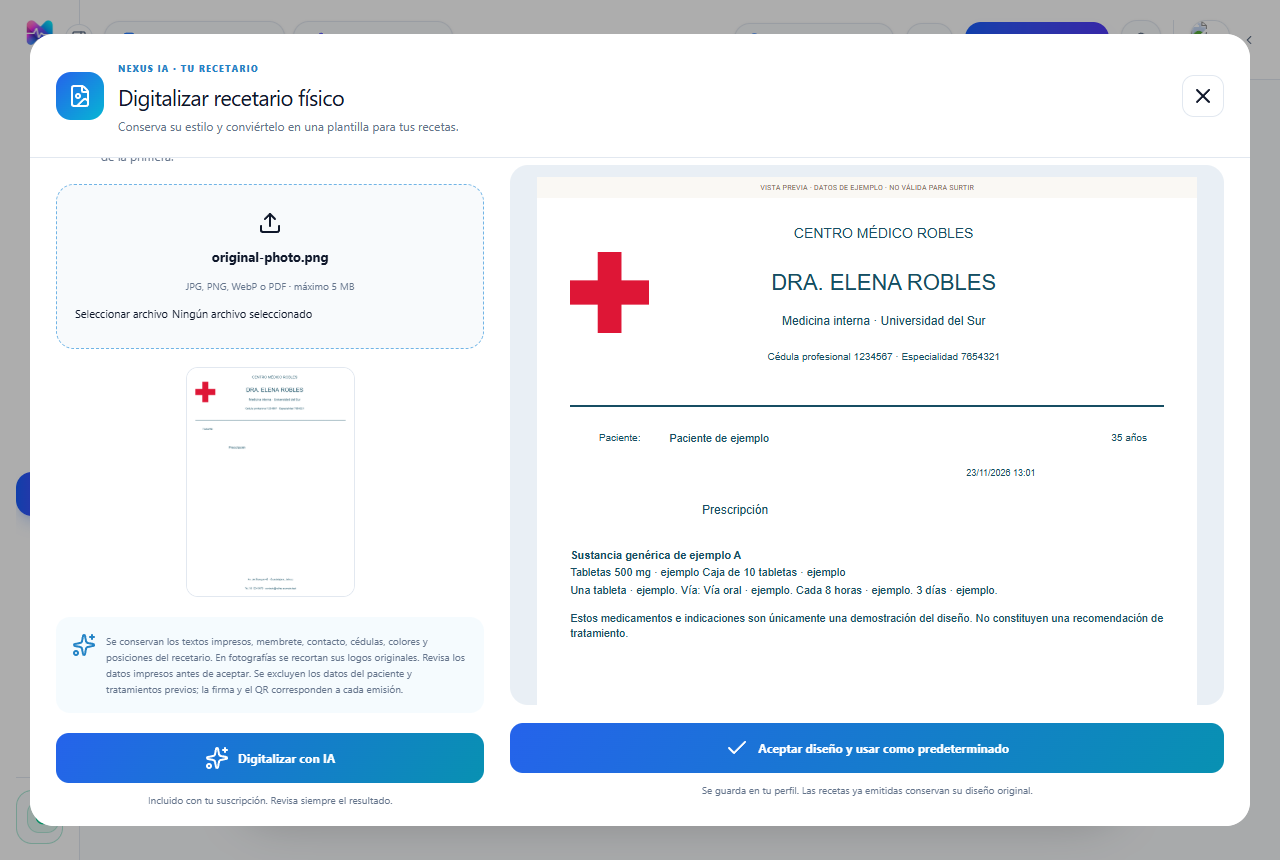 NEXUS IA · TU RECETARIO
Digitalizar recetario físico
Conserva su estilo y conviértelo en una plantilla para tus recetas.
de la primera.
original-photo.png
JPG, PNG, WebP o PDF · máximo 5 MB
Seleccionar archivo Ningún archivo seleccionado
CENTRO MÉDICO ROBLES
DRA. ELENA ROBLES
Medicina interna · Universidad del Sur
Prescripción
Se conservan los textos impresos, membrete, contacto, cédulas, colores y
posiciones del recetario. En fotografías se recortan sus logos originales. Revisa los
datos impresos antes de aceptar. Se excluyen los datos del paciente y
tratamientos previos; la firma y el QR corresponden a cada emisión.
Digitalizar con IA
Incluido con tu suscripción. Revisa siempre el resultado.
VISTA PREVIA · DATOS DE EJEMPLO · NO VÁLIDA PARA SURTIR
CENTRO MÉDICO ROBLES
DRA. ELENA ROBLES
Medicina interna · Universidad del Sur
Cédula profesional 1234567 · Especialidad 7654321
Paciente: Paciente de ejemplo 35 años
23/11/2026 13:01
Prescripción
Sustancia genérica de ejemplo A
Tabletas 500 mg · ejemplo Caja de 10 tabletas · ejemplo
Una tableta · ejemplo. Vía: Vía oral · ejemplo. Cada 8 horas · ejemplo. 3 días · ejemplo.
Estos medicamentos e indicaciones son únicamente una demostración del diseño. No constituyen una recomendación de
tratamiento.
Aceptar diseño y usar como predeterminado
Se guarda en tu perfil. Las recetas ya emitidas conservan su diseño original.